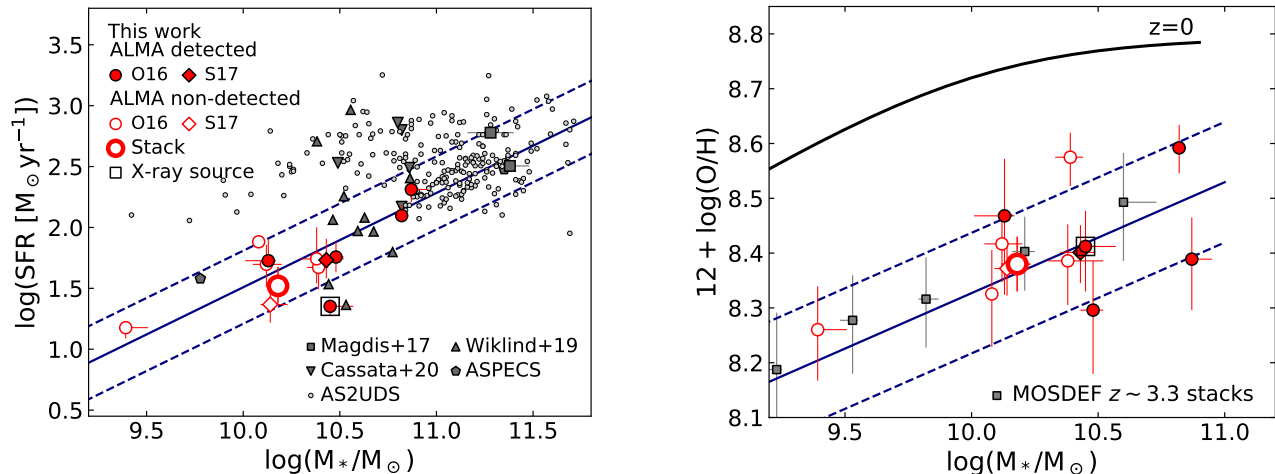 This work
ALMA detected
O16 S17
ALMA non-detected
O16 S17
Stack
X-ray source
Magdis+17 Wiklind+19
Cassata+20 ASPECS
AS2UDS
log(SFR [M⊙yr⁻¹])
3.5
3.0
2.5
2.0
1.5
1.0
0.5
9.5 10.0 10.5 11.0 11.5
log(M*/M⊙)
z=0
MOSDEF z ~ 3.3 stacks
12 + log(O/H)
8.8
8.7
8.6
8.5
8.4
8.3
8.2
8.1
9.5 10.0 10.5 11.0
log(M*/M⊙)